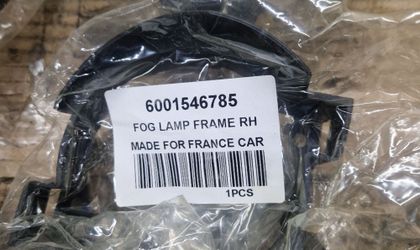 6001546785
FOG LAMP FRAME RH
MADE FOR FRANCE CAR
1PCS